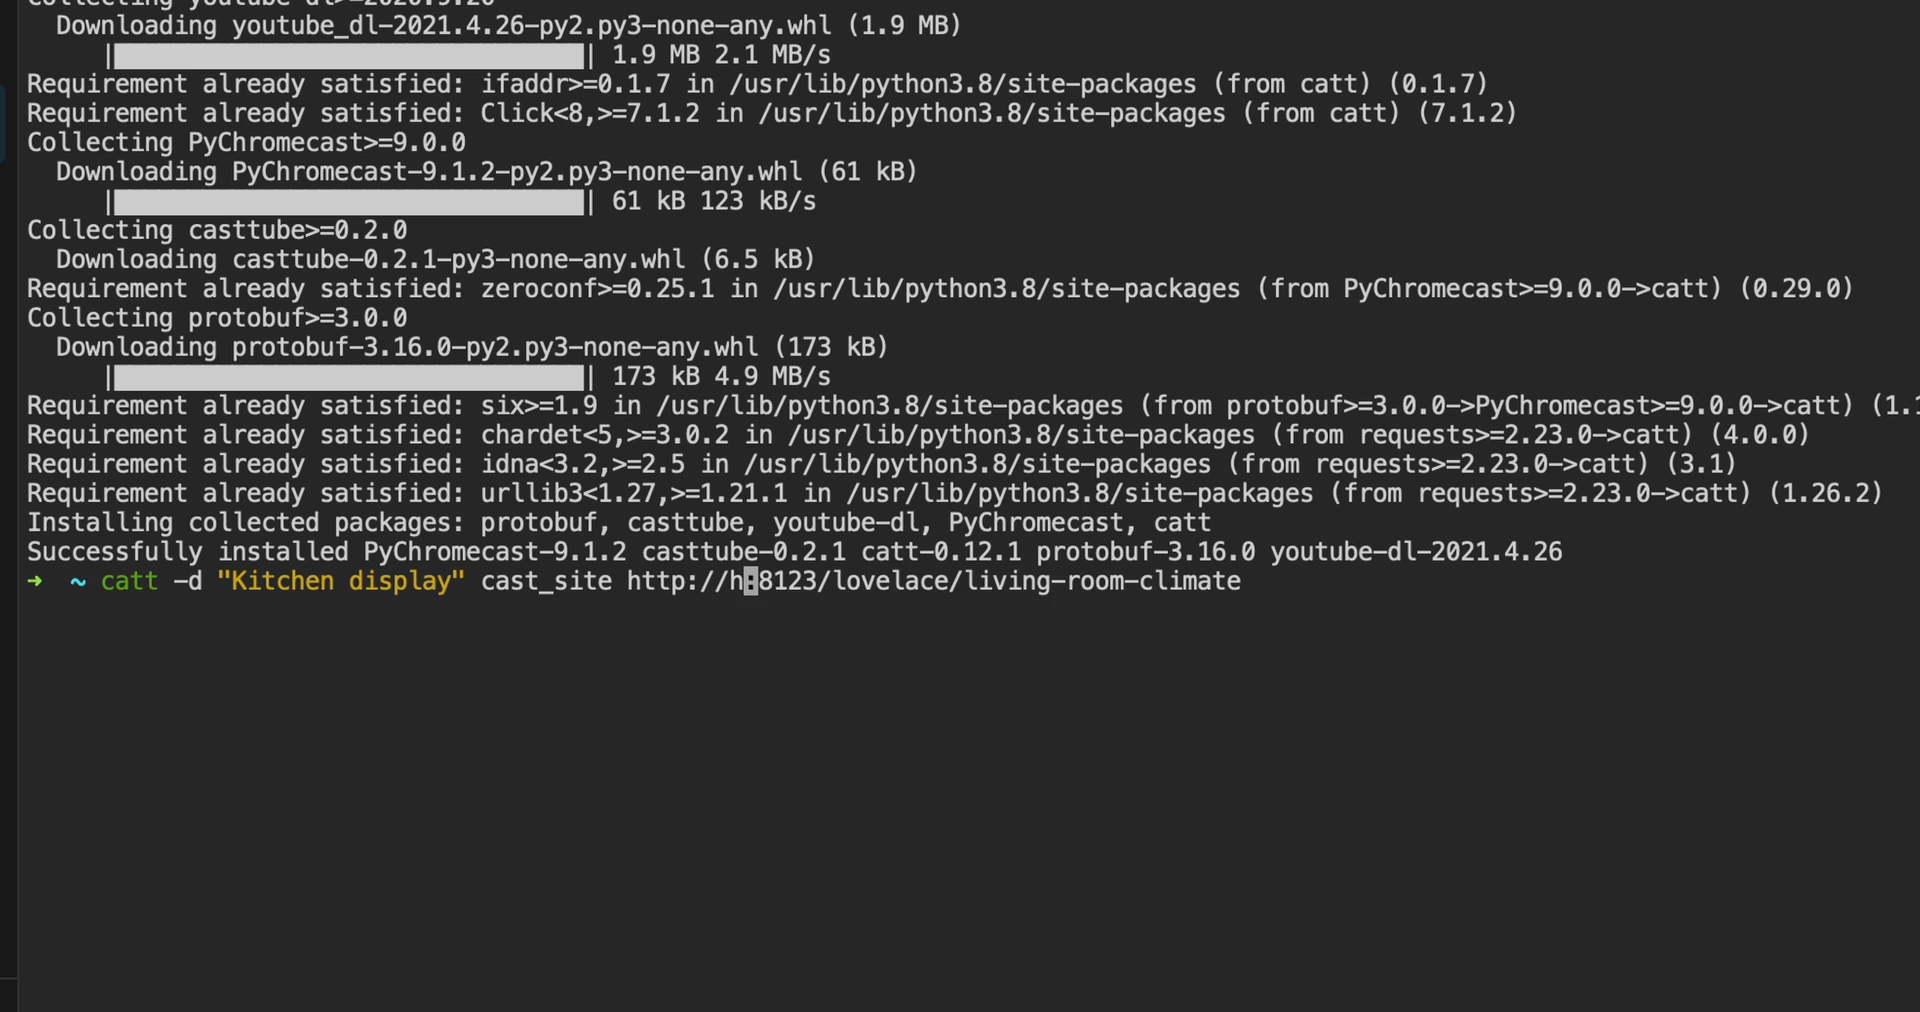 Collecting youtube-dl>=2020.9.20
Downloading youtube_dl-2021.4.26-py2.py3-none-any.whl (1.9 MB)
|████████████████████████████████| 1.9 MB 2.1 MB/s
Requirement already satisfied: ifaddr>=0.1.7 in /usr/lib/python3.8/site-packages (from catt) (0.1.7)
Requirement already satisfied: Click<8,>=7.1.2 in /usr/lib/python3.8/site-packages (from catt) (7.1.2)
Collecting PyChromecast>=9.0.0
Downloading PyChromecast-9.1.2-py2.py3-none-any.whl (61 kB)
|████████████████████████████████| 61 kB 123 kB/s
Collecting casttube>=0.2.0
Downloading casttube-0.2.1-py3-none-any.whl (6.5 kB)
Requirement already satisfied: zeroconf>=0.25.1 in /usr/lib/python3.8/site-packages (from PyChromecast>=9.0.0->catt) (0.29.0)
Collecting protobuf>=3.0.0
Downloading protobuf-3.16.0-py2.py3-none-any.whl (173 kB)
|████████████████████████████████| 173 kB 4.9 MB/s
Requirement already satisfied: six>=1.9 in /usr/lib/python3.8/site-packages (from protobuf>=3.0.0->PyChromecast>=9.0.0->catt) (1.1
Requirement already satisfied: chardet<5,>=3.0.2 in /usr/lib/python3.8/site-packages (from requests>=2.23.0->catt) (4.0.0)
Requirement already satisfied: idna<3.2,>=2.5 in /usr/lib/python3.8/site-packages (from requests>=2.23.0->catt) (3.1)
Requirement already satisfied: urllib3<1.27,>=1.21.1 in /usr/lib/python3.8/site-packages (from requests>=2.23.0->catt) (1.26.2)
Installing collected packages: protobuf, casttube, youtube-dl, PyChromecast, catt
Successfully installed PyChromecast-9.1.2 casttube-0.2.1 catt-0.12.1 protobuf-3.16.0 youtube-dl-2021.4.26
➜ ~ catt -d "Kitchen display" cast_site http://h:8123/lovelace/living-room-climate